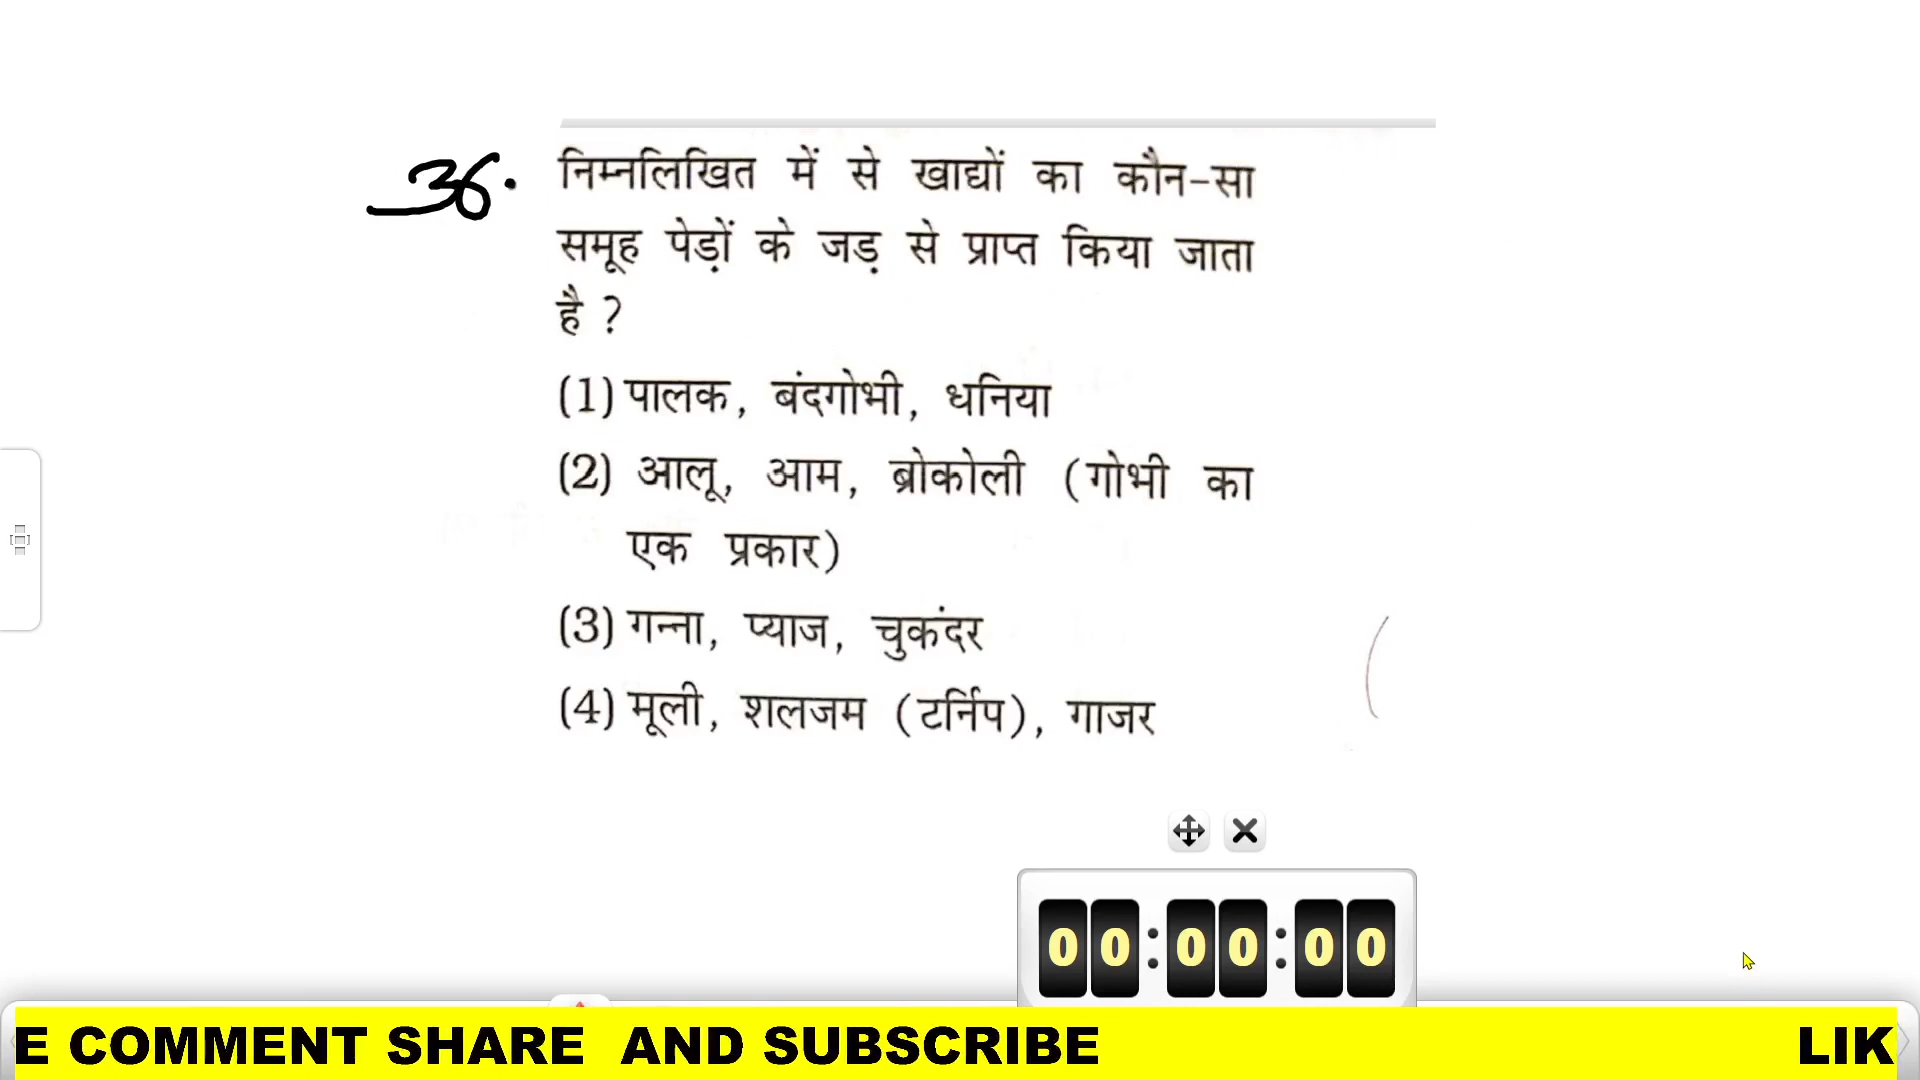 36. निम्नलिखित में से खाद्यों का कौन-सा
समूह पेड़ों के जड़ से प्राप्त किया जाता
है ?
(1) पालक, बंदगोभी, धनिया
(2) आलू, आम, ब्रोकोली (गोभी का
एक प्रकार)
(3) गन्ना, प्याज, चुकंदर
(4) मूली, शलजम (टर्निप), गाजर
00:00:00
E COMMENT SHARE AND SUBSCRIBE LIK